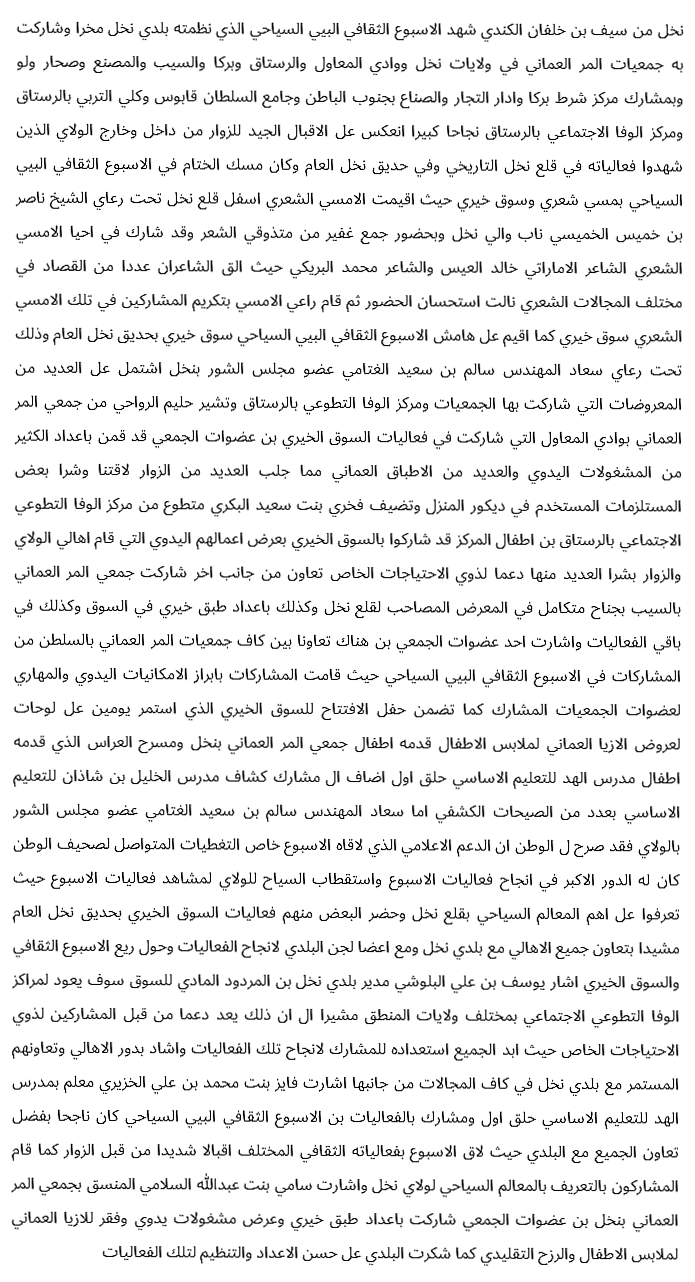 نخل من سيف بن خلفان الكندي شهد الاسبوع الثقافي البيي السياحي الذي نظمته بلدي نخل مخرا وشاركت
به جمعيات المر العماني في ولايات نخل ووادي المعاول والرستاق وبركا والسيب والمصنع وصحار ولو
وبمشارك مركز شرط بركا وادار التجار والصناع بجنوب الباطن وجامع السلطان قابوس وكلي التربي بالرستاق
ومركز الوفا الاجتماعي بالرستاق نجاحا كبيرا انعكس عل الاقبال الجيد للزوار من داخل وخارج الولاي الذين
شهدوا فعالياته في قلع نخل التاريخي وفي حديق نخل العام وكان مسك الختام في الاسبوع الثقافي البيي
السياحي بمسي شعري وسوق خيري حيث اقيمت الامسي الشعري اسفل قلع نخل تحت رعاي الشيخ ناصر
بن خميس الخميسي ناب والي نخل وبحضور جمع غفير من متذوقي الشعر وقد شارك في احيا الامسي
الشعري الشاعر الاماراتي خالد العيس والشاعر محمد البريكي حيث الق الشاعران عددا من القصاد في
مختلف المجالات الشعري نالت استحسان الحضور ثم قام راعي الامسي بتكريم المشاركين في تلك الامسي
الشعري سوق خيري كما اقيم عل هامش الاسبوع الثقافي البيي السياحي سوق خيري بحديق نخل العام وذلك
تحت رعاي سعاد المهندس سالم بن سعيد الغتامي عضو مجلس الشور بنخل اشتمل عل العديد من
المعروضات التي شاركت بها الجمعيات ومركز الوفا التطوعي بالرستاق وتشير حليم الرواحي من جمعي المر
العماني بوادي المعاول التي شاركت في فعاليات السوق الخيري بن عضوات الجمعي قد قمن باعداد الكثير
من المشغولات اليدوي والعديد من الاطباق العماني مما جلب العديد من الزوار لاقتنا وشرا بعض
المستلزمات المستخدم في ديكور المنزل وتضيف فخري بنت سعيد البكري متطوع من مركز الوفا التطوعي
الاجتماعي بالرستاق بن اطفال المركز قد شاركوا بالسوق الخيري بعرض اعمالهم اليدوي التي قام اهالي الولاي
والزوار بشرا العديد منها دعما لذوي الاحتياجات الخاص تعاون من جانب اخر شاركت جمعي المر العماني
بالسيب بجناح متكامل في المعرض المصاحب لقلع نخل وكذلك باعداد طبق خيري في السوق وكذلك في
باقي الفعاليات واشارت احد عضوات الجمعي بن هناك تعاونا بين كاف جمعيات المر العماني بالسلطن من
المشاركات في الاسبوع الثقافي البيي السياحي حيث قامت المشاركات بابراز الامكانيات اليدوي والمهاري
لعضوات الجمعيات المشارك كما تضمن حفل الافتتاح للسوق الخيري الذي استمر يومين عل لوحات
لعروض الازيا العماني لملابس الاطفال قدمه اطفال جمعي المر العماني بنخل ومسرح العراس الذي قدمه
اطفال مدرس الهد للتعليم الاساسي حلق اول اضاف ال مشارك كشاف مدرس الخليل بن شاذان للتعليم
الاساسي بعدد من الصيحات الكشفي اما سعاد المهندس سالم بن سعيد الغتامي عضو مجلس الشور
بالولاي فقد صرح ل الوطن ان الدعم الاعلامي الذي لاقاه الاسبوع خاص التغطيات المتواصل لصحيف الوطن
كان له الدور الاكبر في انجاح فعاليات الاسبوع واستقطاب السياح للولاي لمشاهد فعاليات الاسبوع حيث
تعرفوا عل اهم المعالم السياحي بقلع نخل وحضر البعض منهم فعاليات السوق الخيري بحديق نخل العام
مشيدا بتعاون جميع الاهالي مع بلدي نخل ومع اعضا لجن البلدي لانجاح الفعاليات وحول ريع الاسبوع الثقافي
والسوق الخيري اشار يوسف بن علي البلوشي مدير بلدي نخل بن المردود المادي للسوق سوف يعود لمراكز
الوفا التطوعي الاجتماعي بمختلف ولايات المنطق مشيرا ال ان ذلك يعد دعما من قبل المشاركين لذوي
الاحتياجات الخاص حيث ابد الجميع استعداده للمشارك لانجاح تلك الفعاليات واشاد بدور الاهالي وتعاونهم
المستمر مع بلدي نخل في كاف المجالات من جانبها اشارت فايز بنت محمد بن علي الخزيري معلم بمدرس
الهد للتعليم الاساسي حلق اول ومشارك بالفعاليات بن الاسبوع الثقافي البيي السياحي كان ناجحا بفضل
تعاون الجميع مع البلدي حيث لاق الاسبوع بفعالياته الثقافي المختلف اقبالا شديدا من قبل الزوار كما قام
المشاركون بالتعريف بالمعالم السياحي لولاي نخل واشارت سامي بنت عبدالله السلامي المنسق بجمعي المر
العماني بنخل بن عضوات الجمعي شاركت باعداد طبق خيري وعرض مشغولات يدوي وفقر للازيا العماني
لملابس الاطفال والرزح التقليدي كما شكرت البلدي عل حسن الاعداد والتنظيم لتلك الفعاليات